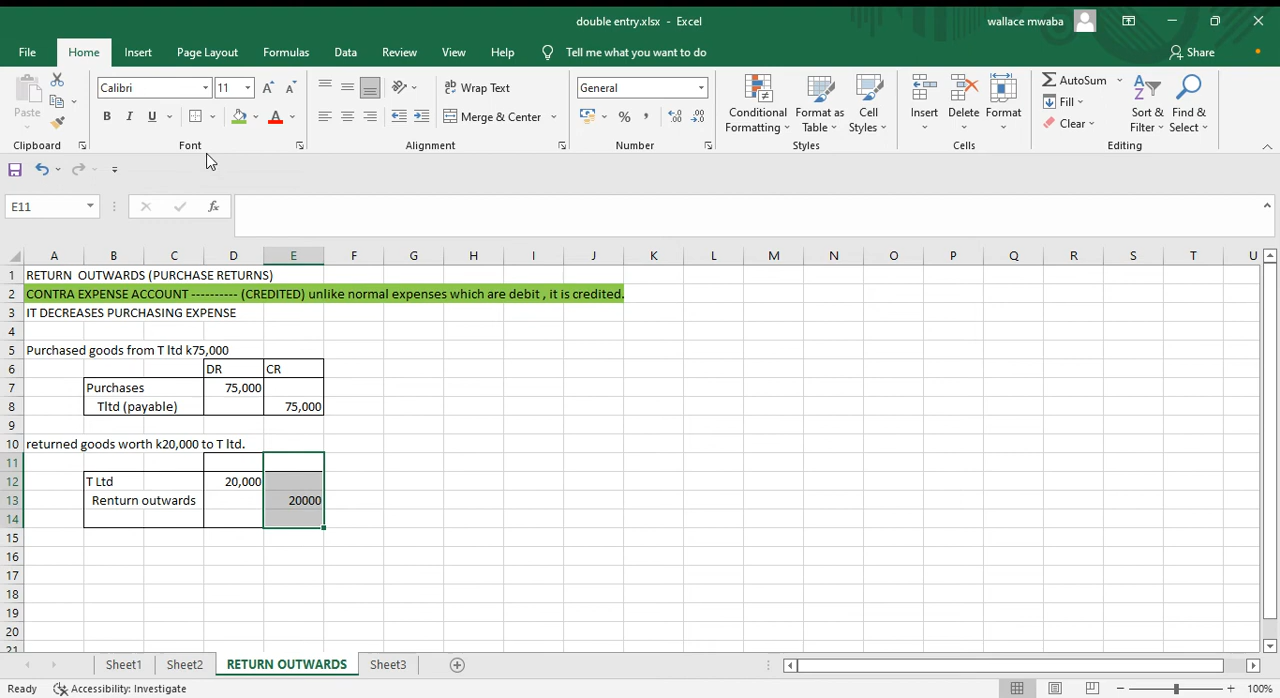 double entry.xlsx - Excel
wallace mwaba
File Home Insert Page Layout Formulas Data Review View Help Tell me what you want to do Share
Paste
Calibri 11
B I U
Wrap Text
Merge & Center
General
Conditional Formatting
Format as Table
Cell Styles
Insert Delete Format
AutoSum
Fill
Clear
Sort & Filter
Find & Select
Clipboard Font Alignment Number Styles Cells Editing
E11
fx
A B C D E F G H I J K L M N O P Q R S T U
1 RETURN OUTWARDS (PURCHASE RETURNS)
2 CONTRA EXPENSE ACCOUNT ---------- (CREDITED) unlike normal expenses which are debit , it is credited.
3 IT DECREASES PURCHASING EXPENSE
4
5 Purchased goods from T ltd k75,000
6 DR CR
7 Purchases 75,000
8 Tltd (payable) 75,000
9
10 returned goods worth k20,000 to T ltd.
11
12 T Ltd 20,000
13 Renturn outwards 20000
14
15
16
17
18
19
20
21
Sheet1 Sheet2 RETURN OUTWARDS Sheet3
Ready Accessibility: Investigate 100%